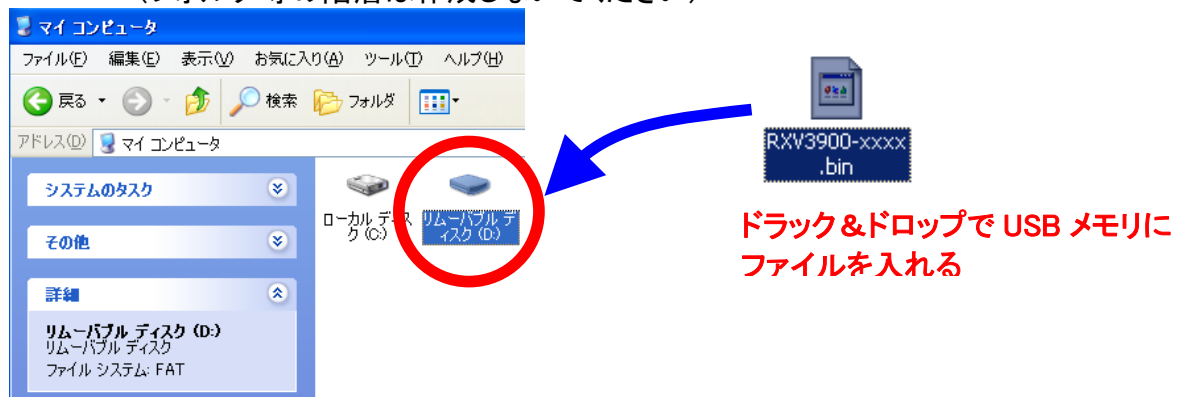 マイ コンピュータ
ファイル(F) 編集(E) 表示(V) お気に入り(A) ツール(T) ヘルプ(H)
戻る 検索 フォルダ
アドレス(D) マイ コンピュータ
システムのタスク
その他
詳細
リムーバブル ディスク (D:)
リムーバブル ディスク
ファイル システム: FAT
ローカル ディス
ク (C:)
リムーバブル デ
ィスク (D:)
RXV3900-xxxx
.bin
ドラック＆ドロップで USB メモリに
ファイルを入れる